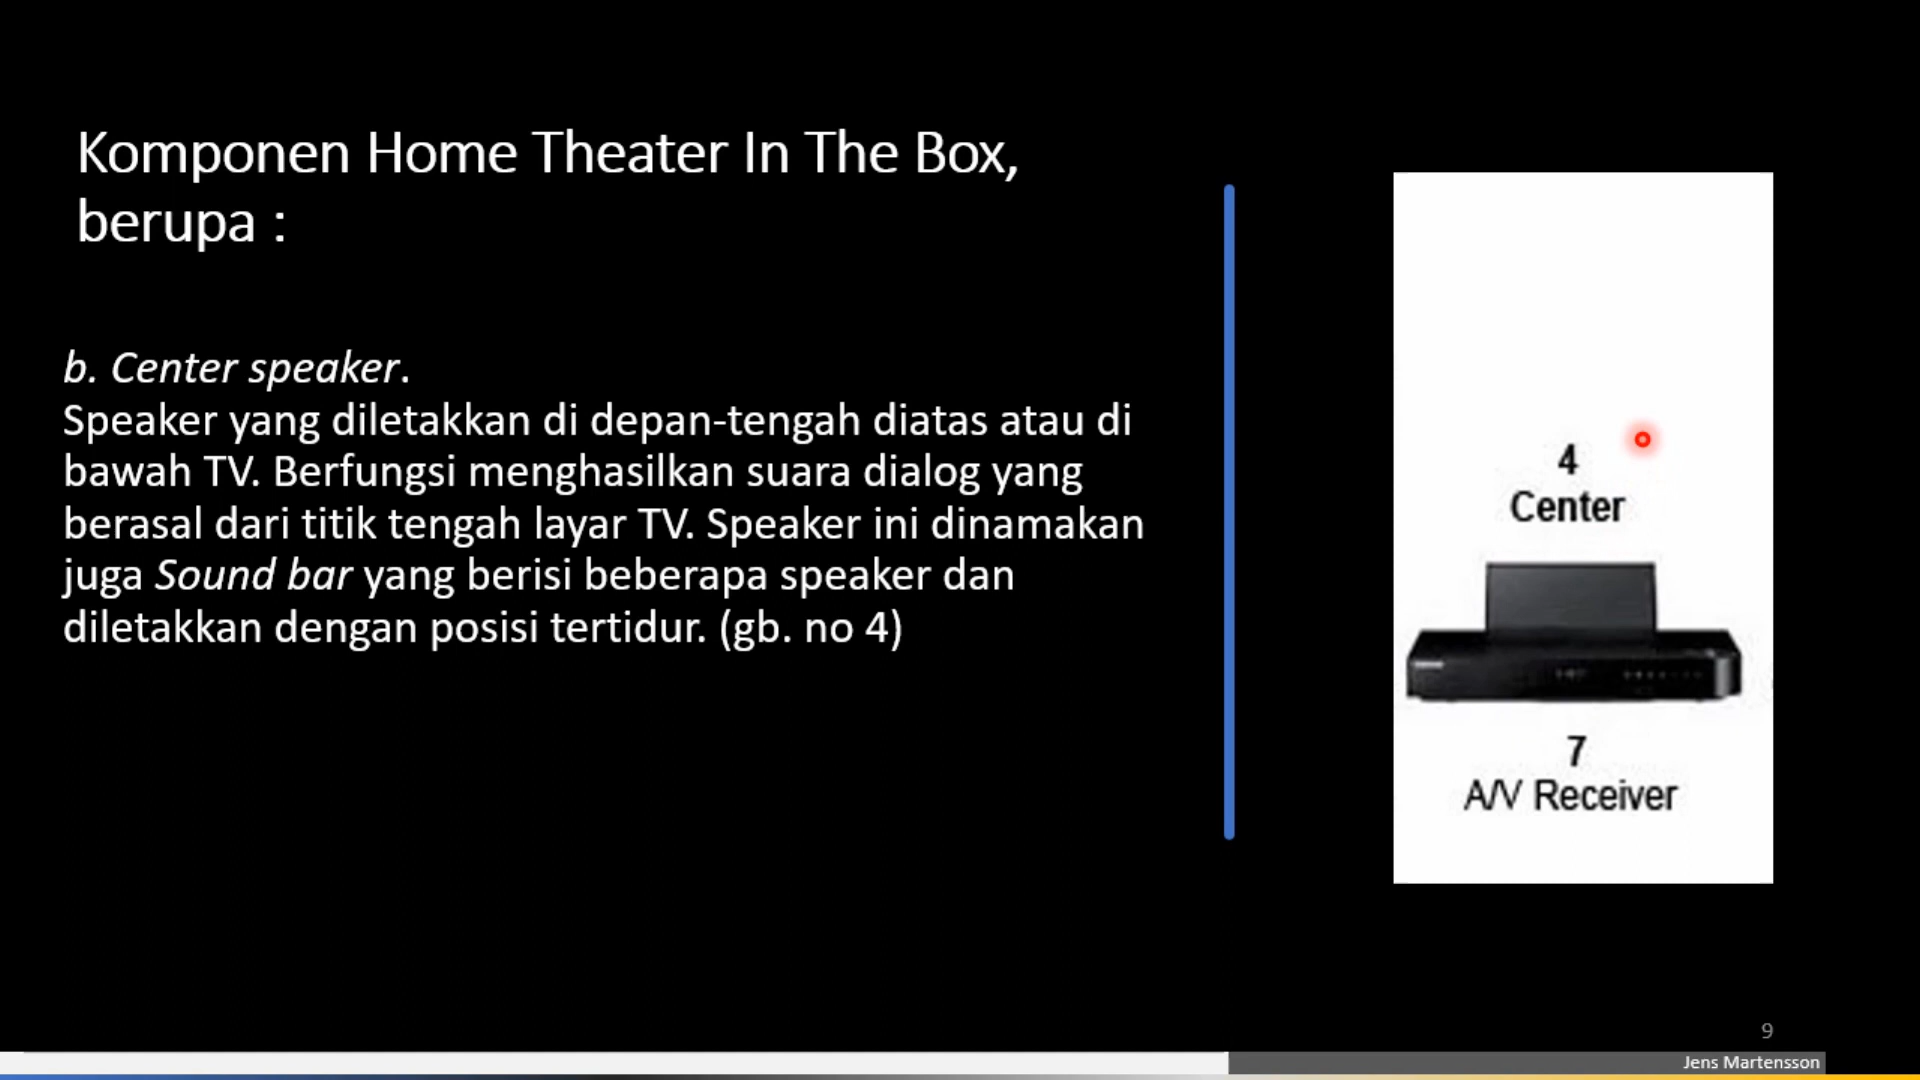 Komponen Home Theater In The Box,
berupa :
b. Center speaker.
Speaker yang diletakkan di depan-tengah diatas atau di
bawah TV. Berfungsi menghasilkan suara dialog yang
berasal dari titik tengah layar TV. Speaker ini dinamakan
juga Sound bar yang berisi beberapa speaker dan
diletakkan dengan posisi tertidur. (gb. no 4)
4
Center
7
A/V Receiver
9
Jens Martensson